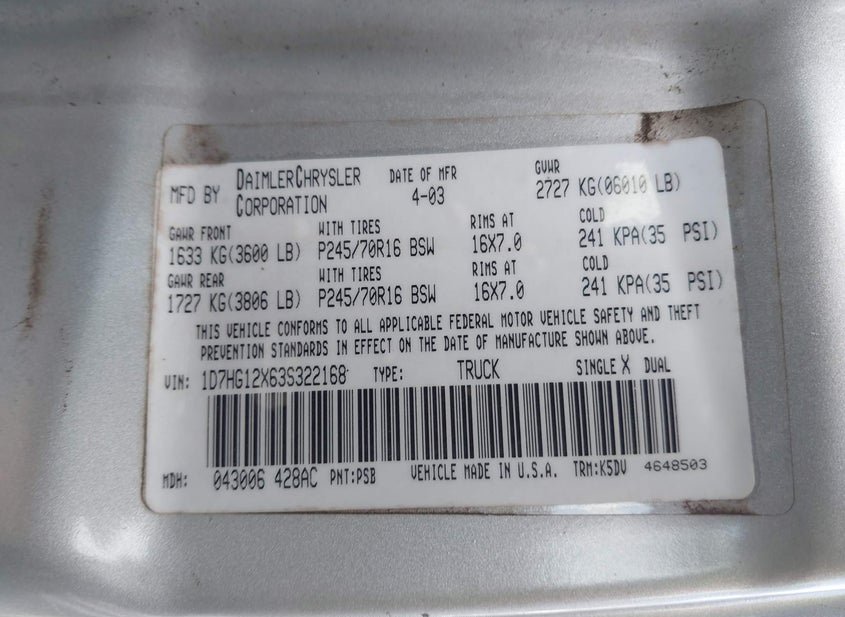 MFD BY DAIMLERCHRYSLER CORPORATION DATE OF MFR 4-03 GVWR 2727 KG(06010 LB)
GAWR FRONT WITH TIRES RIMS AT COLD
1633 KG(3600 LB) P245/70R16 BSW 16X7.0 241 KPA(35 PSI)
GAWR REAR WITH TIRES RIMS AT COLD
1727 KG(3806 LB) P245/70R16 BSW 16X7.0 241 KPA(35 PSI)
THIS VEHICLE CONFORMS TO ALL APPLICABLE FEDERAL MOTOR VEHICLE SAFETY AND THEFT
PREVENTION STANDARDS IN EFFECT ON THE DATE OF MANUFACTURE SHOWN ABOVE.
VIN: 1D7HG12X63S322168 TYPE: TRUCK SINGLE X DUAL
MDH: 043006 428AC PNT:PSB VEHICLE MADE IN U.S.A. TRM:K5DV 4648503